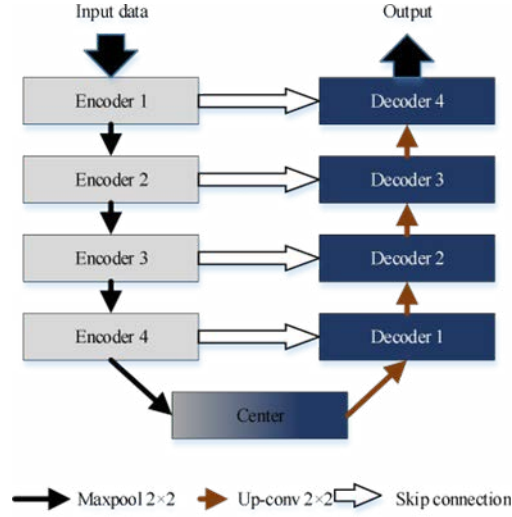 Input data
Output
Encoder 1
Decoder 4
Encoder 2
Decoder 3
Encoder 3
Decoder 2
Encoder 4
Decoder 1
Center
Maxpool 2×2
Up-conv 2×2
Skip connection